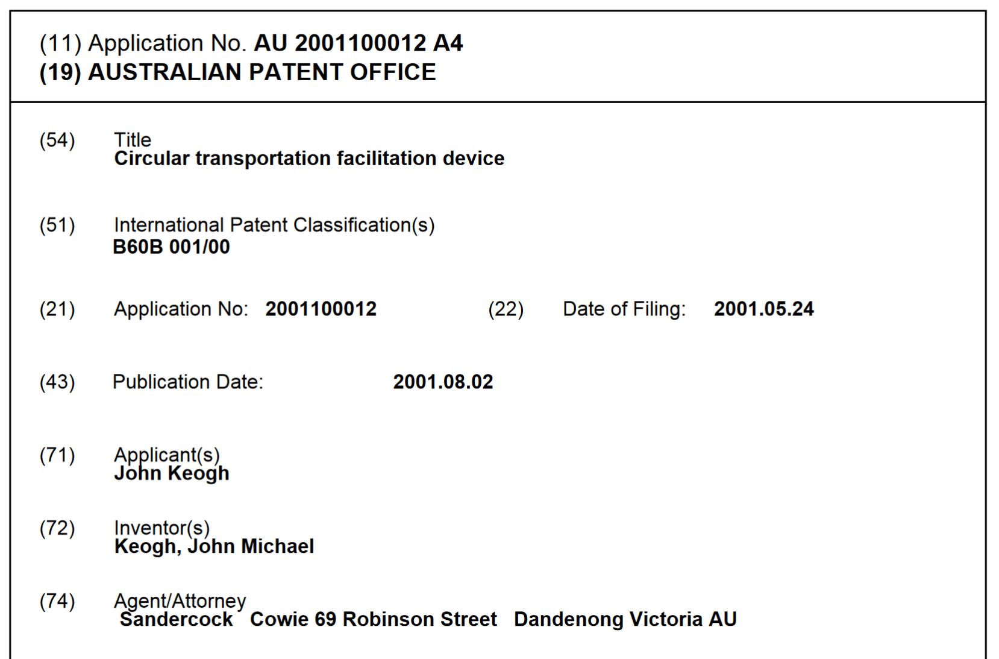 (11) Application No. AU 2001100012 A4
(19) AUSTRALIAN PATENT OFFICE
(54) Title
Circular transportation facilitation device
(51) International Patent Classification(s)
B60B 001/00
(21) Application No: 2001100012 (22) Date of Filing: 2001.05.24
(43) Publication Date: 2001.08.02
(71) Applicant(s)
John Keogh
(72) Inventor(s)
Keogh, John Michael
(74) Agent/Attorney
Sandercock Cowie 69 Robinson Street Dandenong Victoria AU